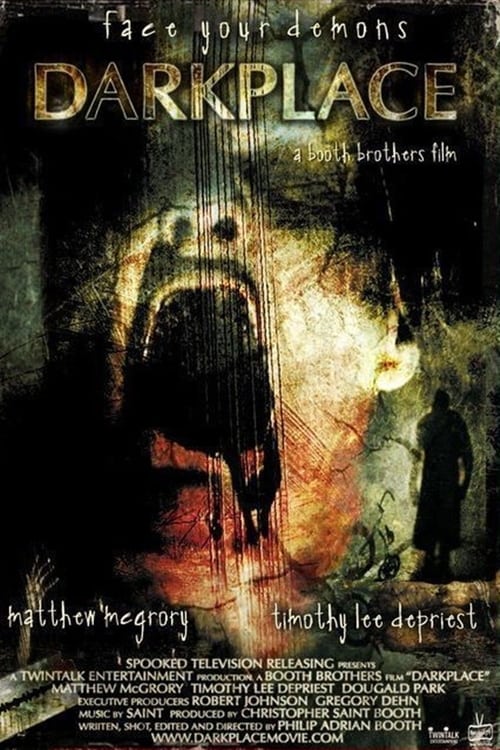 face your demons
DARKPLACE
a booth brothers film
matthew mcgrory timothy lee depriest
SPOOKED TELEVISION RELEASING PRESENTS
A TWINTALK ENTERTAINMENT PRODUCTION A BOOTH BROTHERS FILM "DARKPLACE"
MATTHEW McGRORY TIMOTHY LEE DEPRIEST DOUGALD PARK
EXECUTIVE PRODUCERS ROBERT JOHNSON GREGORY DEHN
MUSIC BY SAINT PRODUCED BY CHRISTOPHER SAINT BOOTH
WRITTEN, SHOT, EDITED AND DIRECTED BY PHILIP ADRIAN BOOTH
WWW.DARKPLACEMOVIE.COM
TWINTALK
ENTERTAINMENT